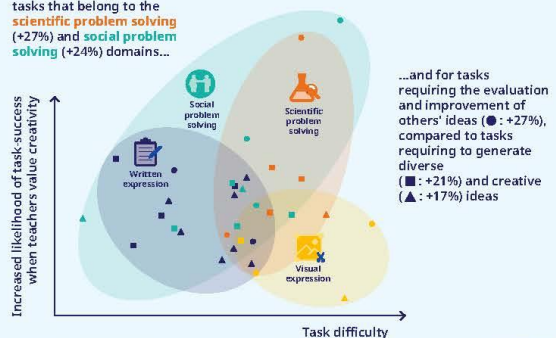 tasks that belong to the
scientific problem solving
(+27%) and social problem
solving (+24%) domains...
...and for tasks
requiring the evaluation
and improvement of
others' ideas (●: +27%),
compared to tasks
requiring to generate
diverse
(■: +21%) and creative
(▲: +17%) ideas
Social
problem
solving
Scientific
problem
solving
Written
expression
Visual
expression
Increased likelihood of task-success
when teachers value creativity
Task difficulty